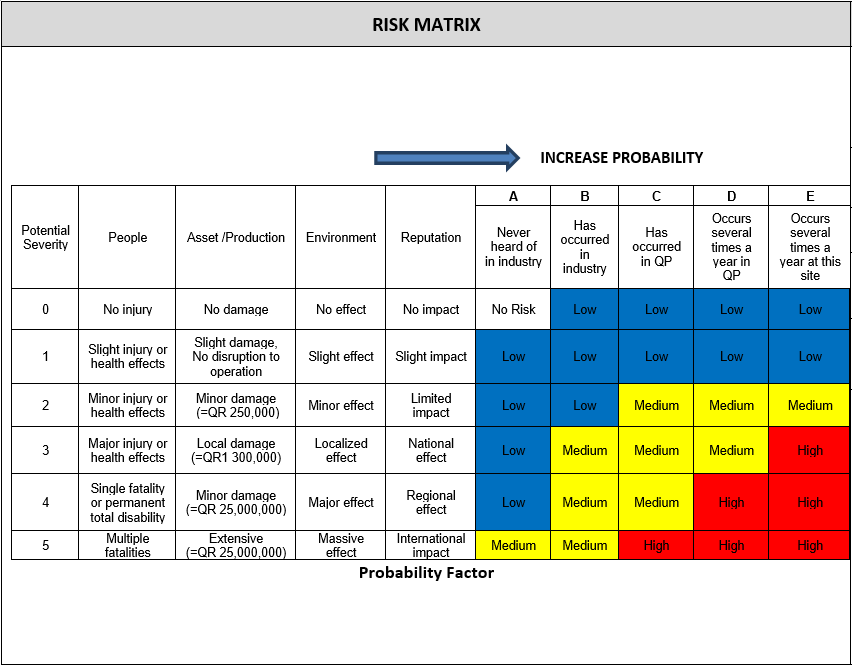 RISK MATRIX
INCREASE PROBABILITY
A B C D E
Potential
Severity
People
Asset /Production
Environment
Reputation
Never
heard of
in industry
Has
occurred
in
industry
Has
occurred
in QP
Occurs
several
times a
year in
QP
Occurs
several
times a
year at this
site
0
No injury
No damage
No effect
No impact
No Risk
Low
Low
Low
Low
1
Slight injury or
health effects
Slight damage,
No disruption to
operation
Slight effect
Slight impact
Low
Low
Low
Low
Low
2
Minor injury or
health effects
Minor damage
(=QR 250,000)
Minor effect
Limited
impact
Low
Low
Medium
Medium
Medium
3
Major injury or
health effects
Local damage
(=QR1 300,000)
Localized
effect
National
effect
Low
Medium
Medium
Medium
High
4
Single fatality
or permanent
total disability
Minor damage
(=QR 25,000,000)
Major effect
Regional
effect
Low
Medium
Medium
High
High
5
Multiple
fatalities
Extensive
(=QR 25,000,000)
Massive
effect
International
impact
Medium
Medium
High
High
High
Probability Factor